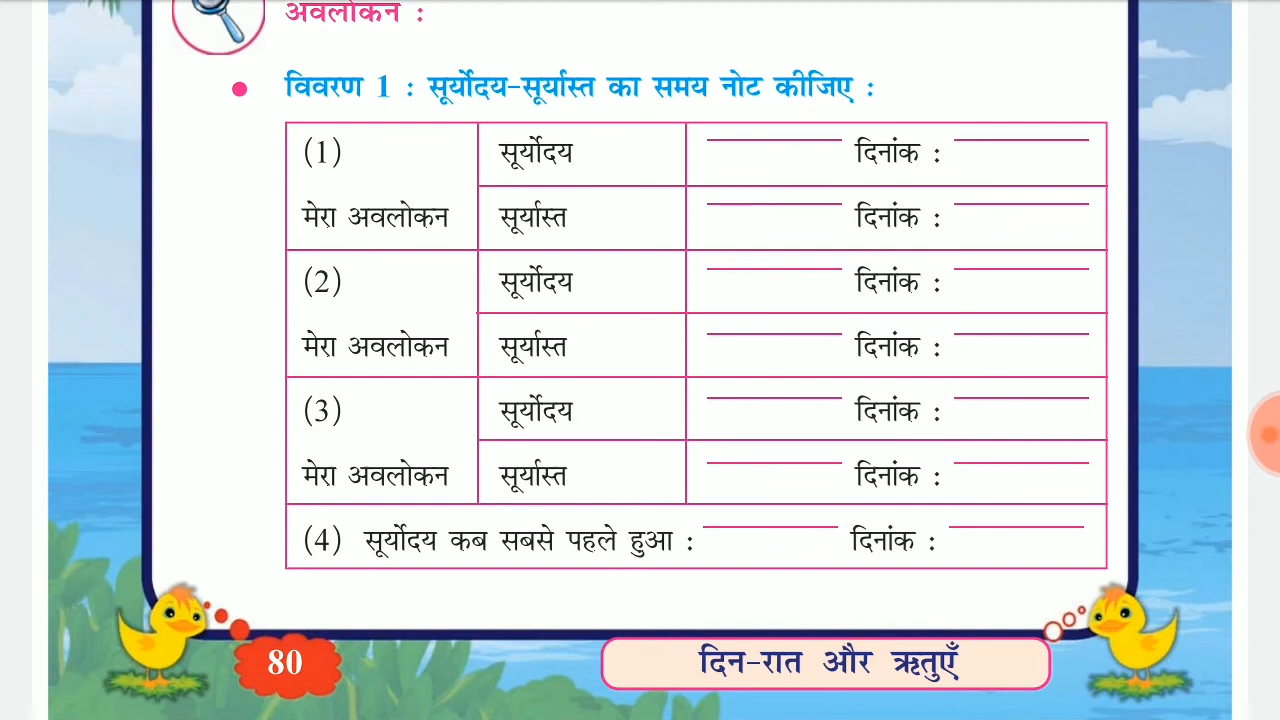 अवलोकन :
विवरण 1 : सूर्योदय-सूर्यास्त का समय नोट कीजिए :
(1) सूर्योदय दिनांक :
मेरा अवलोकन सूर्यास्त दिनांक :
(2) सूर्योदय दिनांक :
मेरा अवलोकन सूर्यास्त दिनांक :
(3) सूर्योदय दिनांक :
मेरा अवलोकन सूर्यास्त दिनांक :
(4) सूर्योदय कब सबसे पहले हुआ : दिनांक :
80
दिन-रात और ऋतुएँ